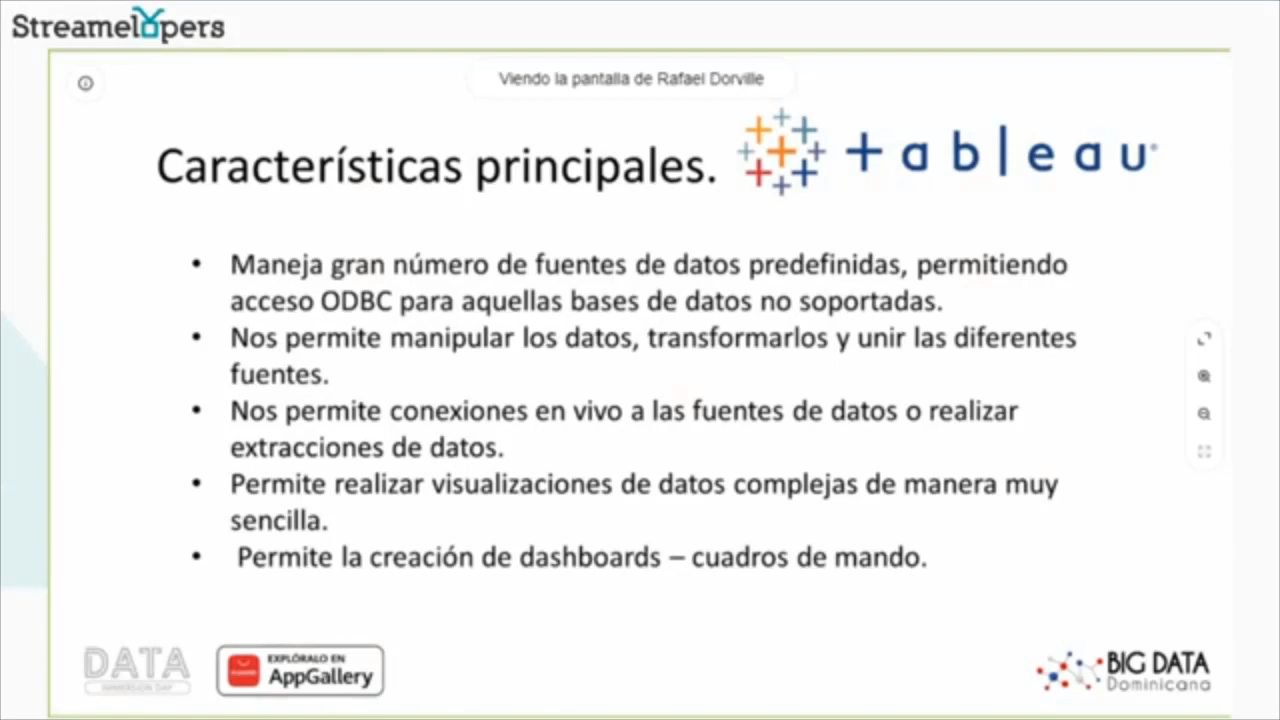 Streamelopers
Viendo la pantalla de Rafael Dorville
Características principales.
+ableau
• Maneja gran número de fuentes de datos predefinidas, permitiendo
acceso ODBC para aquellas bases de datos no soportadas.
• Nos permite manipular los datos, transformarlos y unir las diferentes
fuentes.
• Nos permite conexiones en vivo a las fuentes de datos o realizar
extracciones de datos.
• Permite realizar visualizaciones de datos complejas de manera muy
sencilla.
• Permite la creación de dashboards – cuadros de mando.
DATA
IMMERSION DAY
EXPLÓRALO EN
AppGallery
BIG DATA
Dominicana